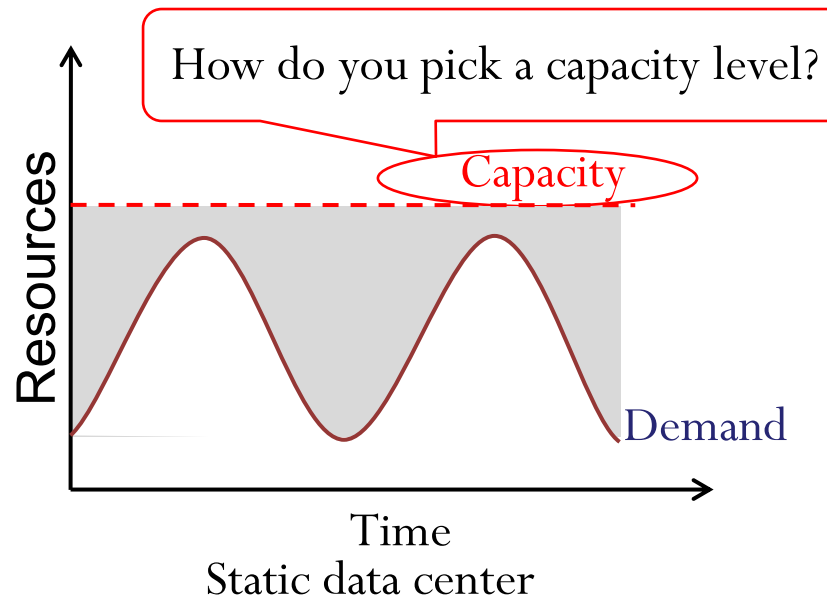 How do you pick a capacity level?
Capacity
Resources
Demand
Time
Static data center